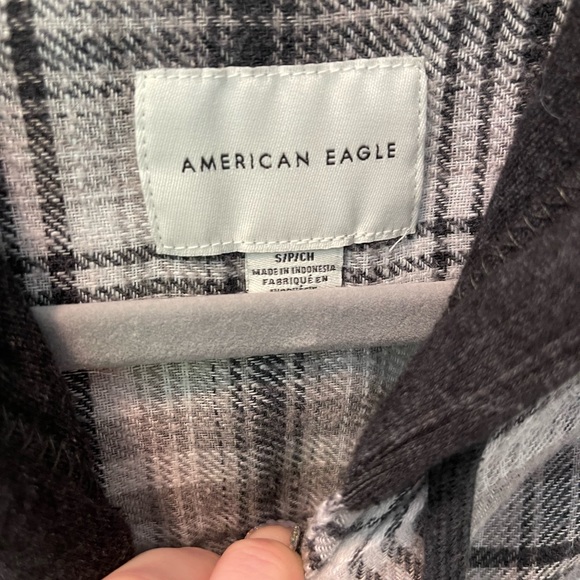 AMERICAN EAGLE
S/P/CH
MADE IN INDONESIA
FABRIQUÉ EN